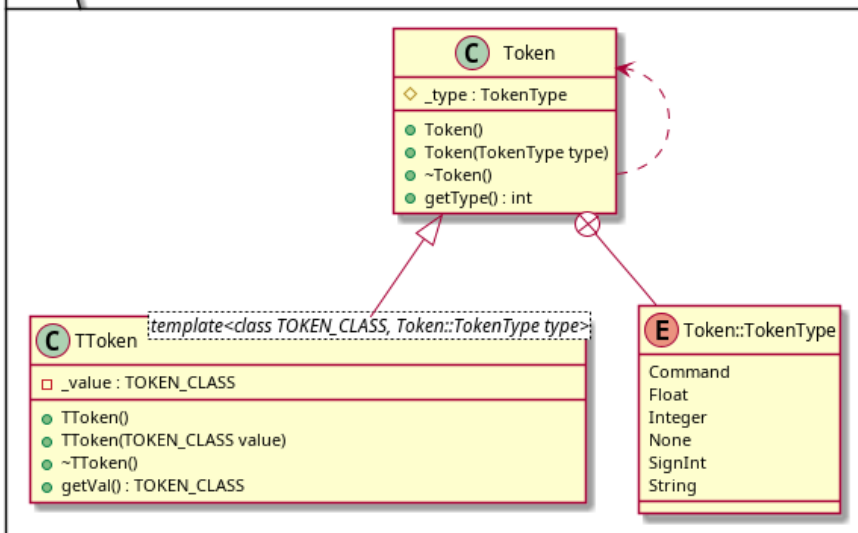 C Token
_type : TokenType
Token()
Token(TokenType type)
~Token()
getType() : int
template<class TOKEN_CLASS, Token::TokenType type>
C TToken
_value : TOKEN_CLASS
TToken()
TToken(TOKEN_CLASS value)
~TToken()
getVal() : TOKEN_CLASS
E Token::TokenType
Command
Float
Integer
None
SignInt
String